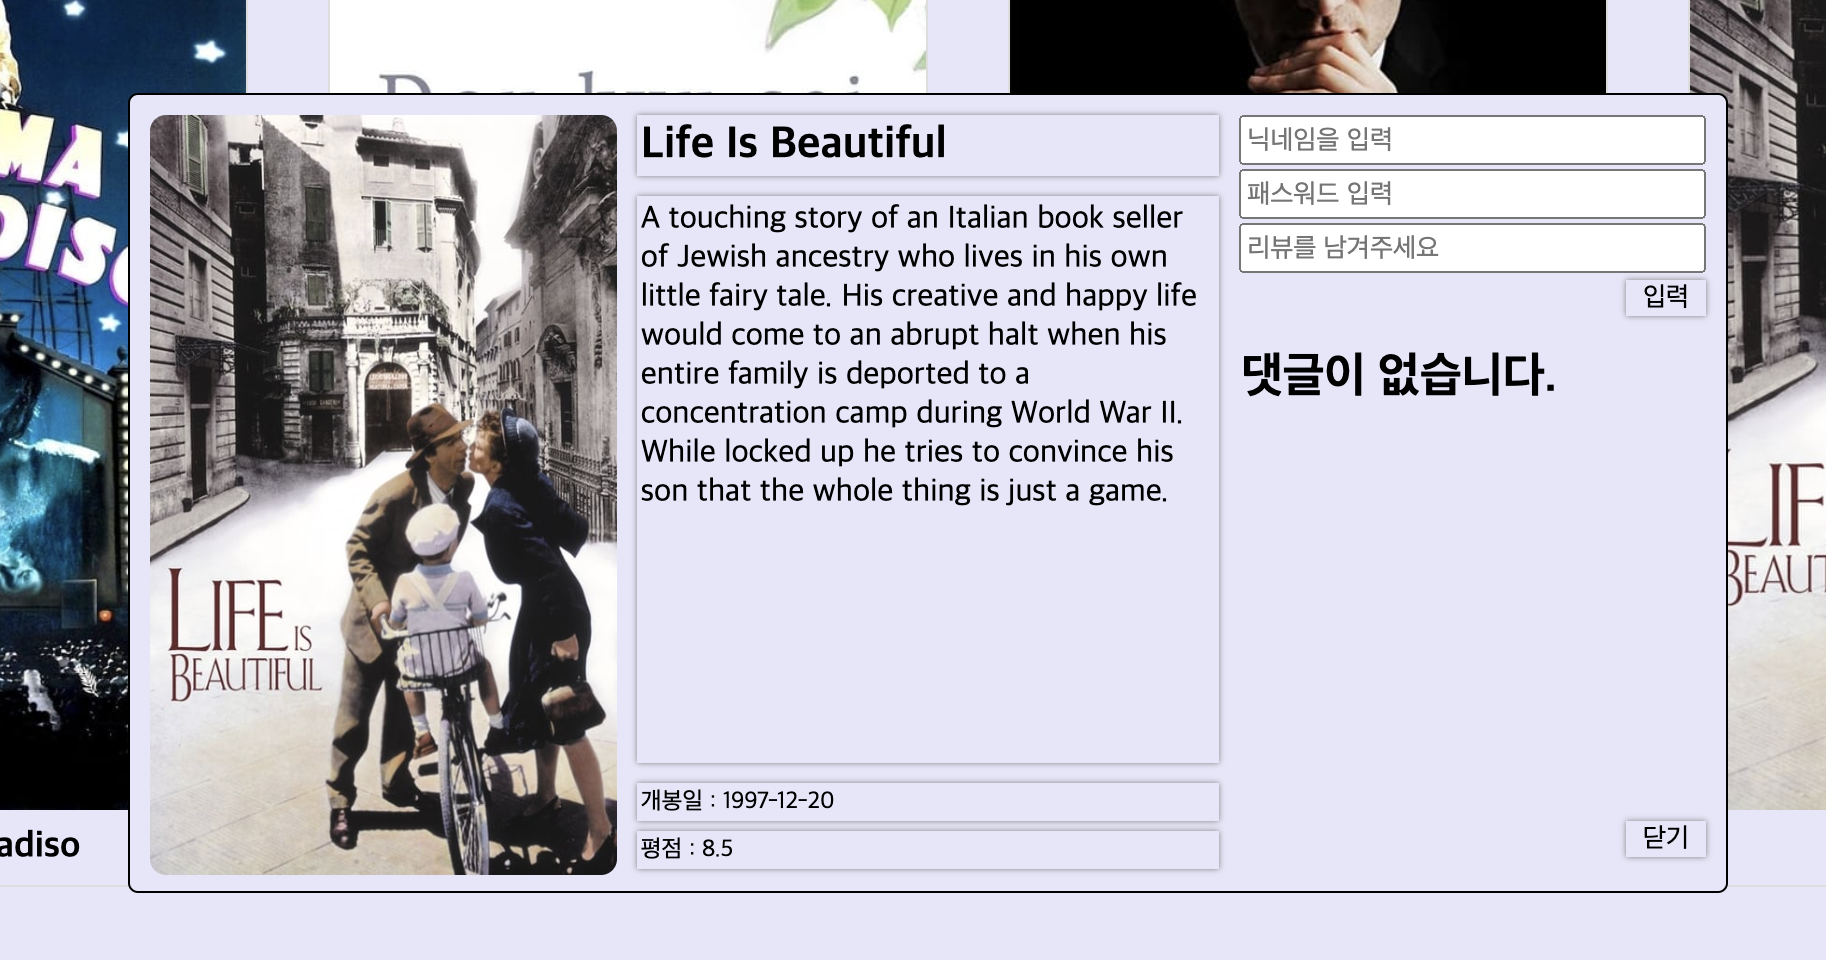 MA
DISO
Life Is Beautiful
A touching story of an Italian book seller
of Jewish ancestry who lives in his own
little fairy tale. His creative and happy life
would come to an abrupt halt when his
entire family is deported to a
concentration camp during World War II.
While locked up he tries to convince his
son that the whole thing is just a game.
개봉일 : 1997-12-20
평점 : 8.5
닉네임을 입력
패스워드 입력
리뷰를 남겨주세요
입력
댓글이 없습니다.
닫기
LIFE IS
BEAUTIFUL
LIF
BEAUT
adiso